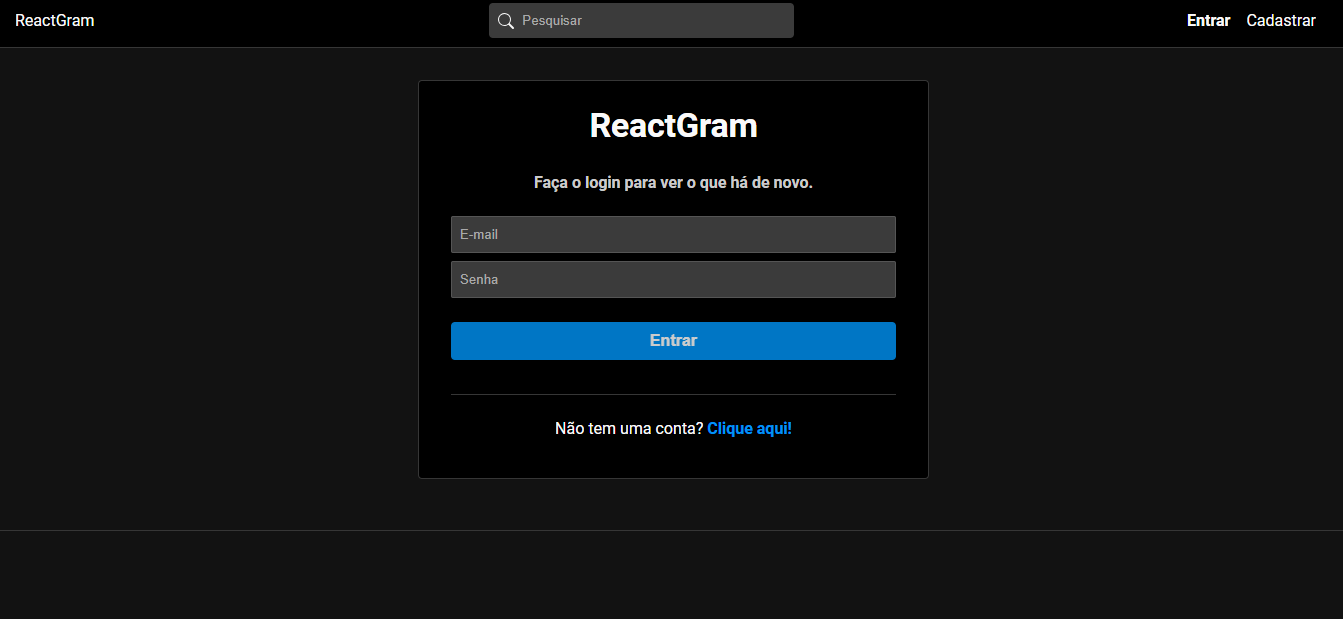 ReactGram
Pesquisar
Entrar Cadastrar
ReactGram
Faça o login para ver o que há de novo.
E-mail
Senha
Entrar
Não tem uma conta? Clique aqui!